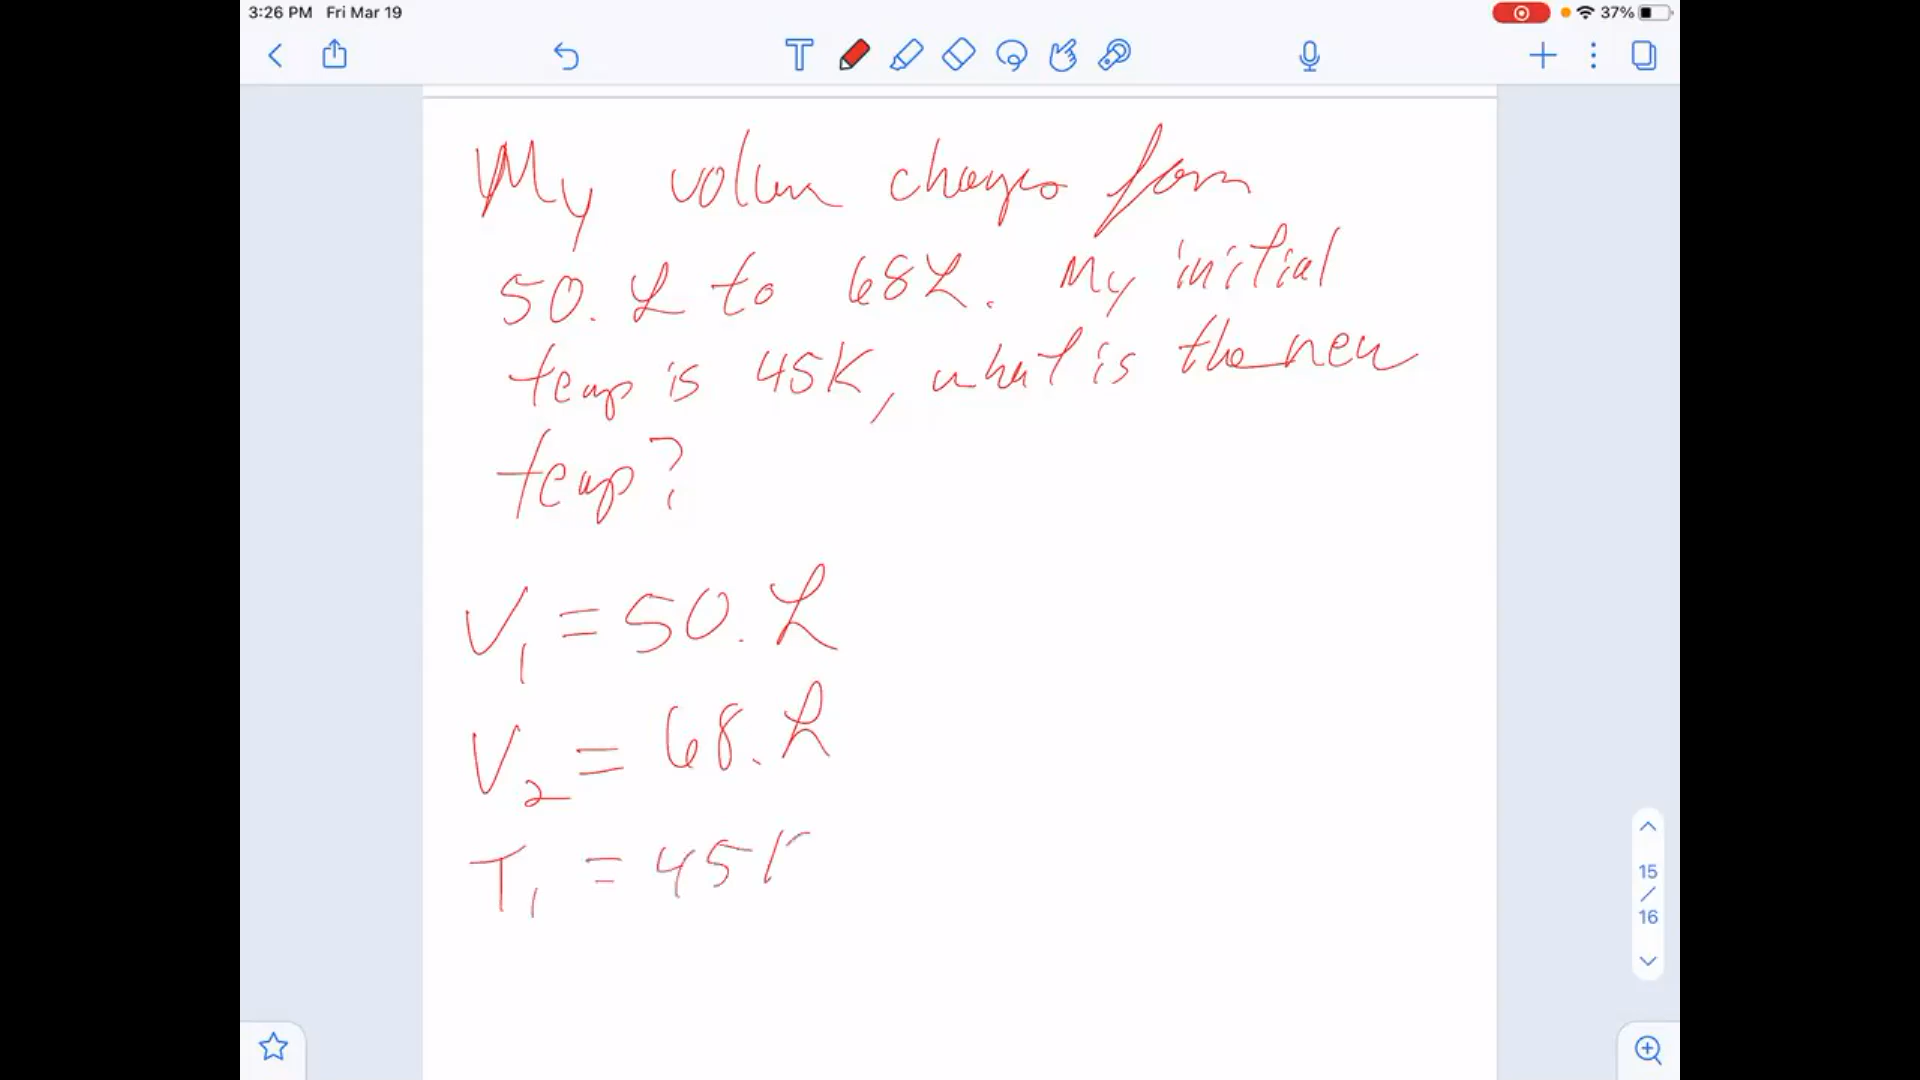 3:26 PM Fri Mar 19
37%
T
My volum changes from
50. L to 68L. My initial
temp is 45K, what is the new
temp?
V1 = 50. L
V2 = 68. L
T1 = 45K
15
/
16